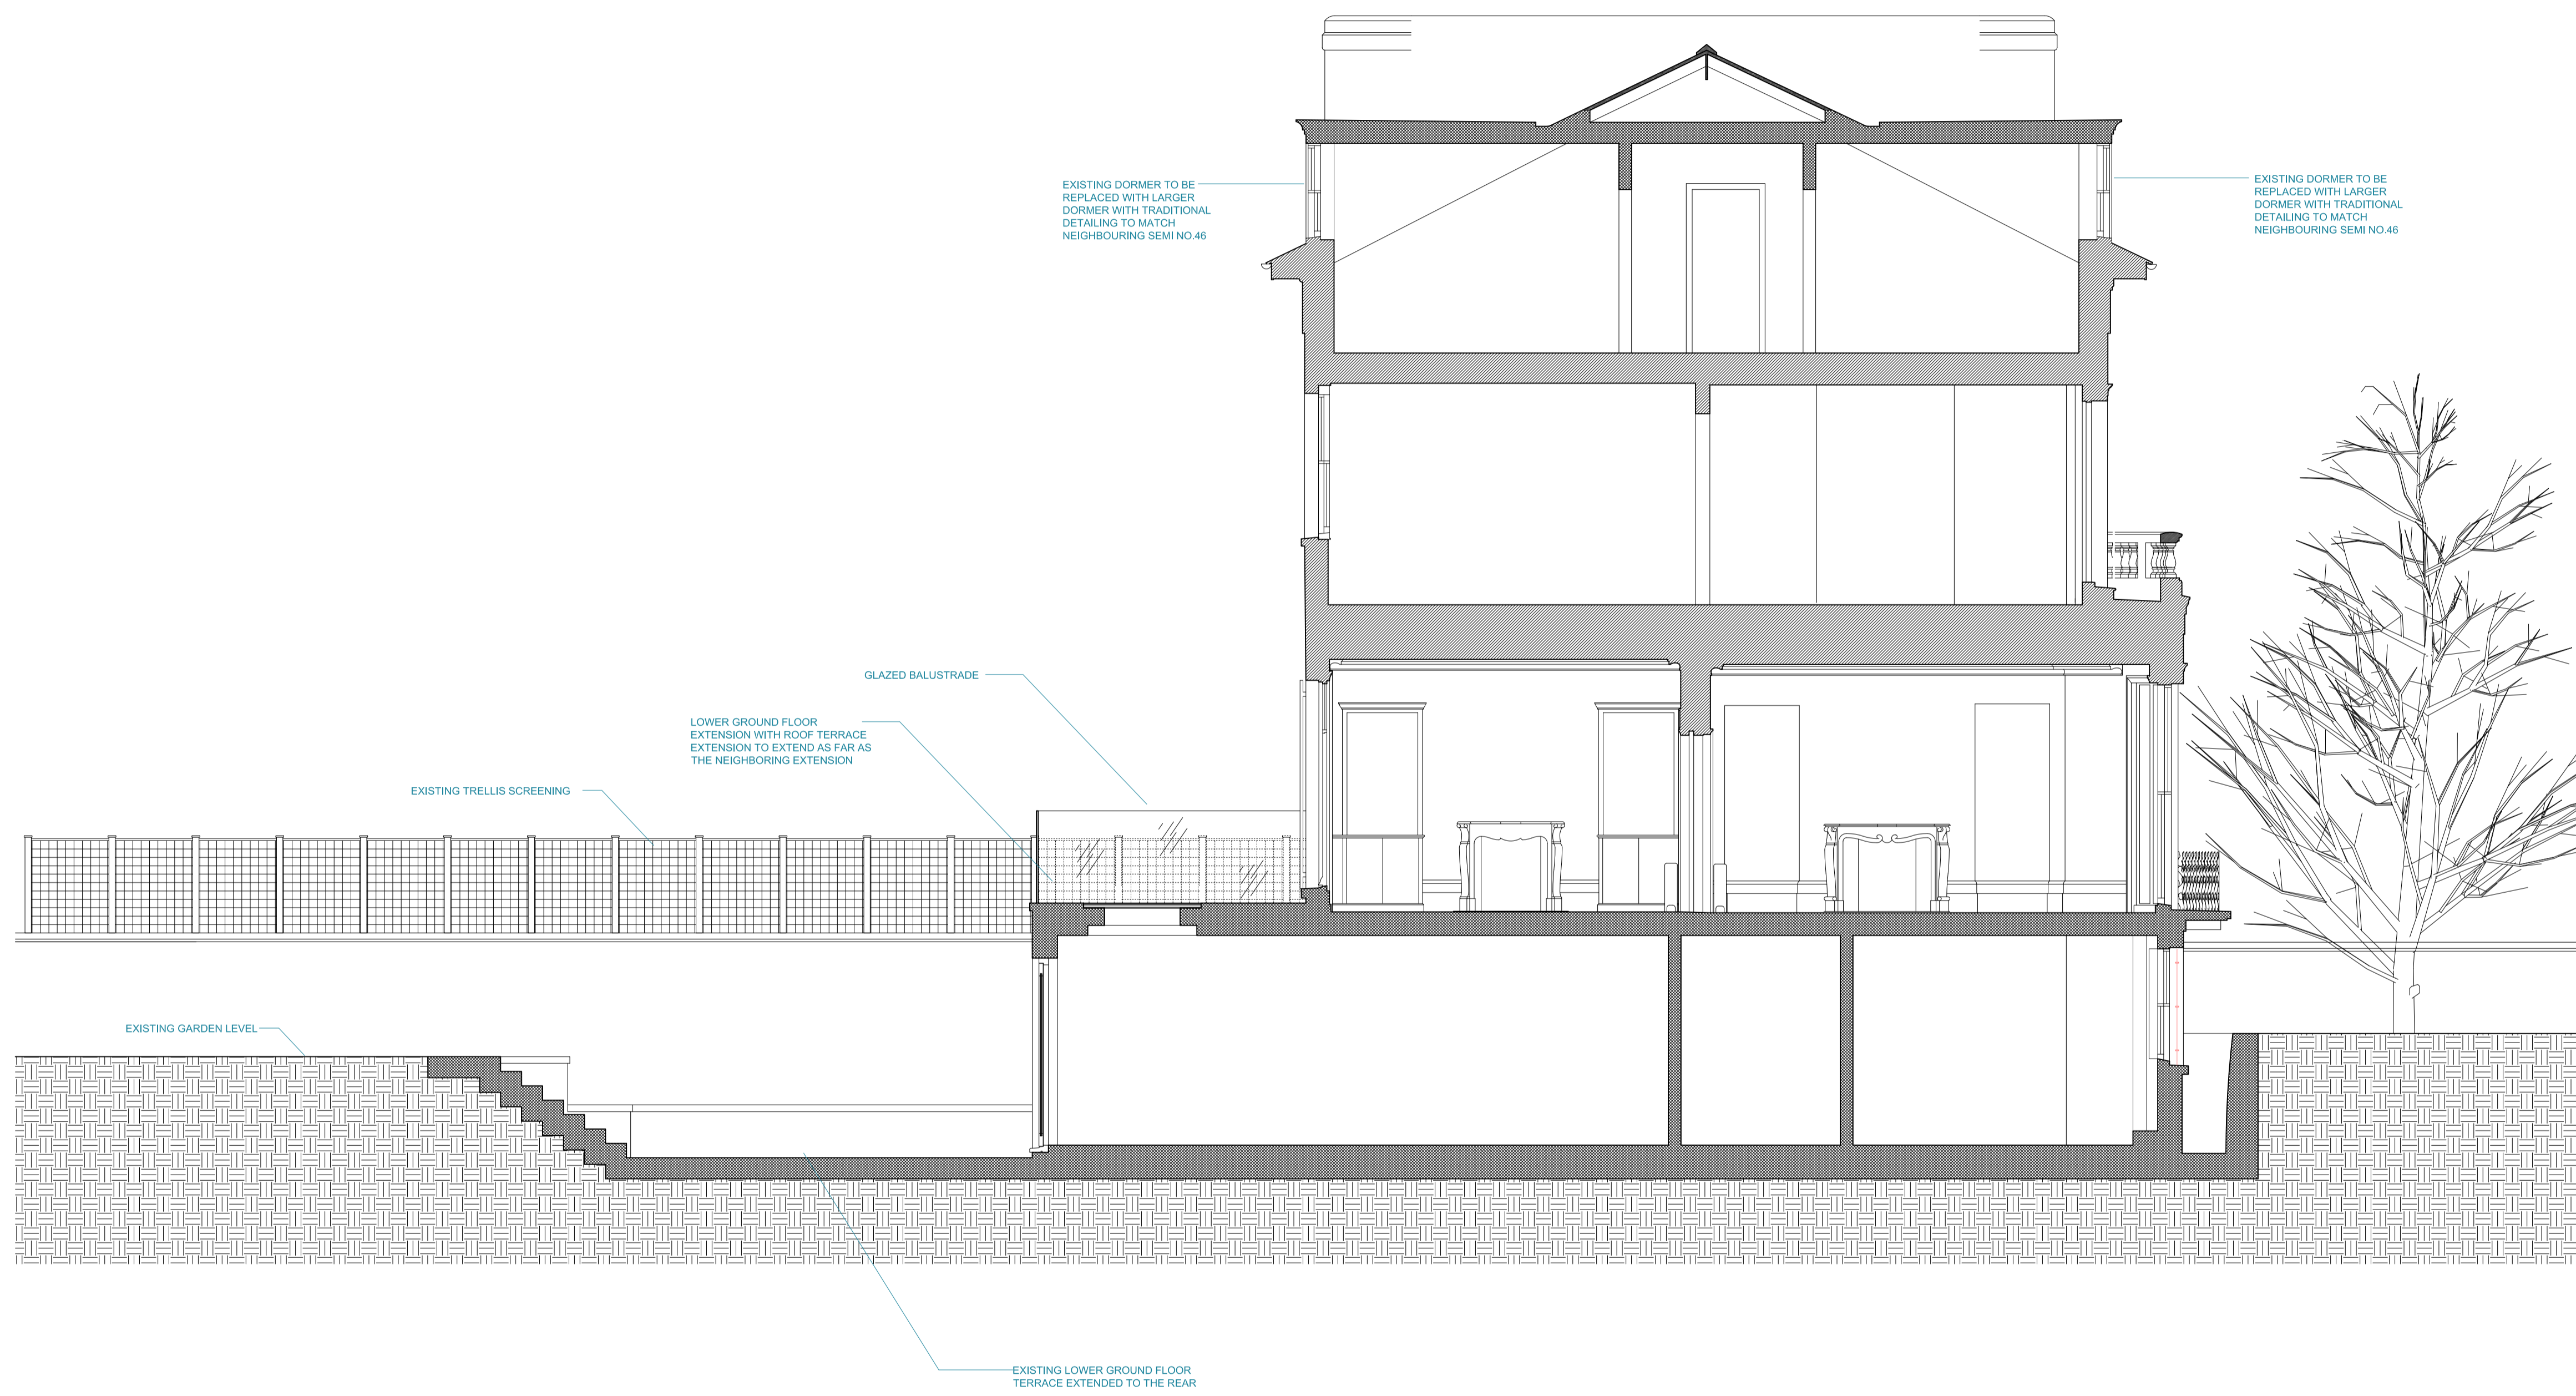 EXISTING DORMER TO BE
REPLACED WITH LARGER
DORMER WITH TRADITIONAL
DETAILING TO MATCH
NEIGHBOURING SEMI NO.46
EXISTING DORMER TO BE
REPLACED WITH LARGER
DORMER WITH TRADITIONAL
DETAILING TO MATCH
NEIGHBOURING SEMI NO.46
GLAZED BALUSTRADE
LOWER GROUND FLOOR
EXTENSION WITH ROOF TERRACE
EXTENSION TO EXTEND AS FAR AS
THE NEIGHBORING EXTENSION
EXISTING TRELLIS SCREENING
EXISTING GARDEN LEVEL
EXISTING LOWER GROUND FLOOR
TERRACE EXTENDED TO THE REAR